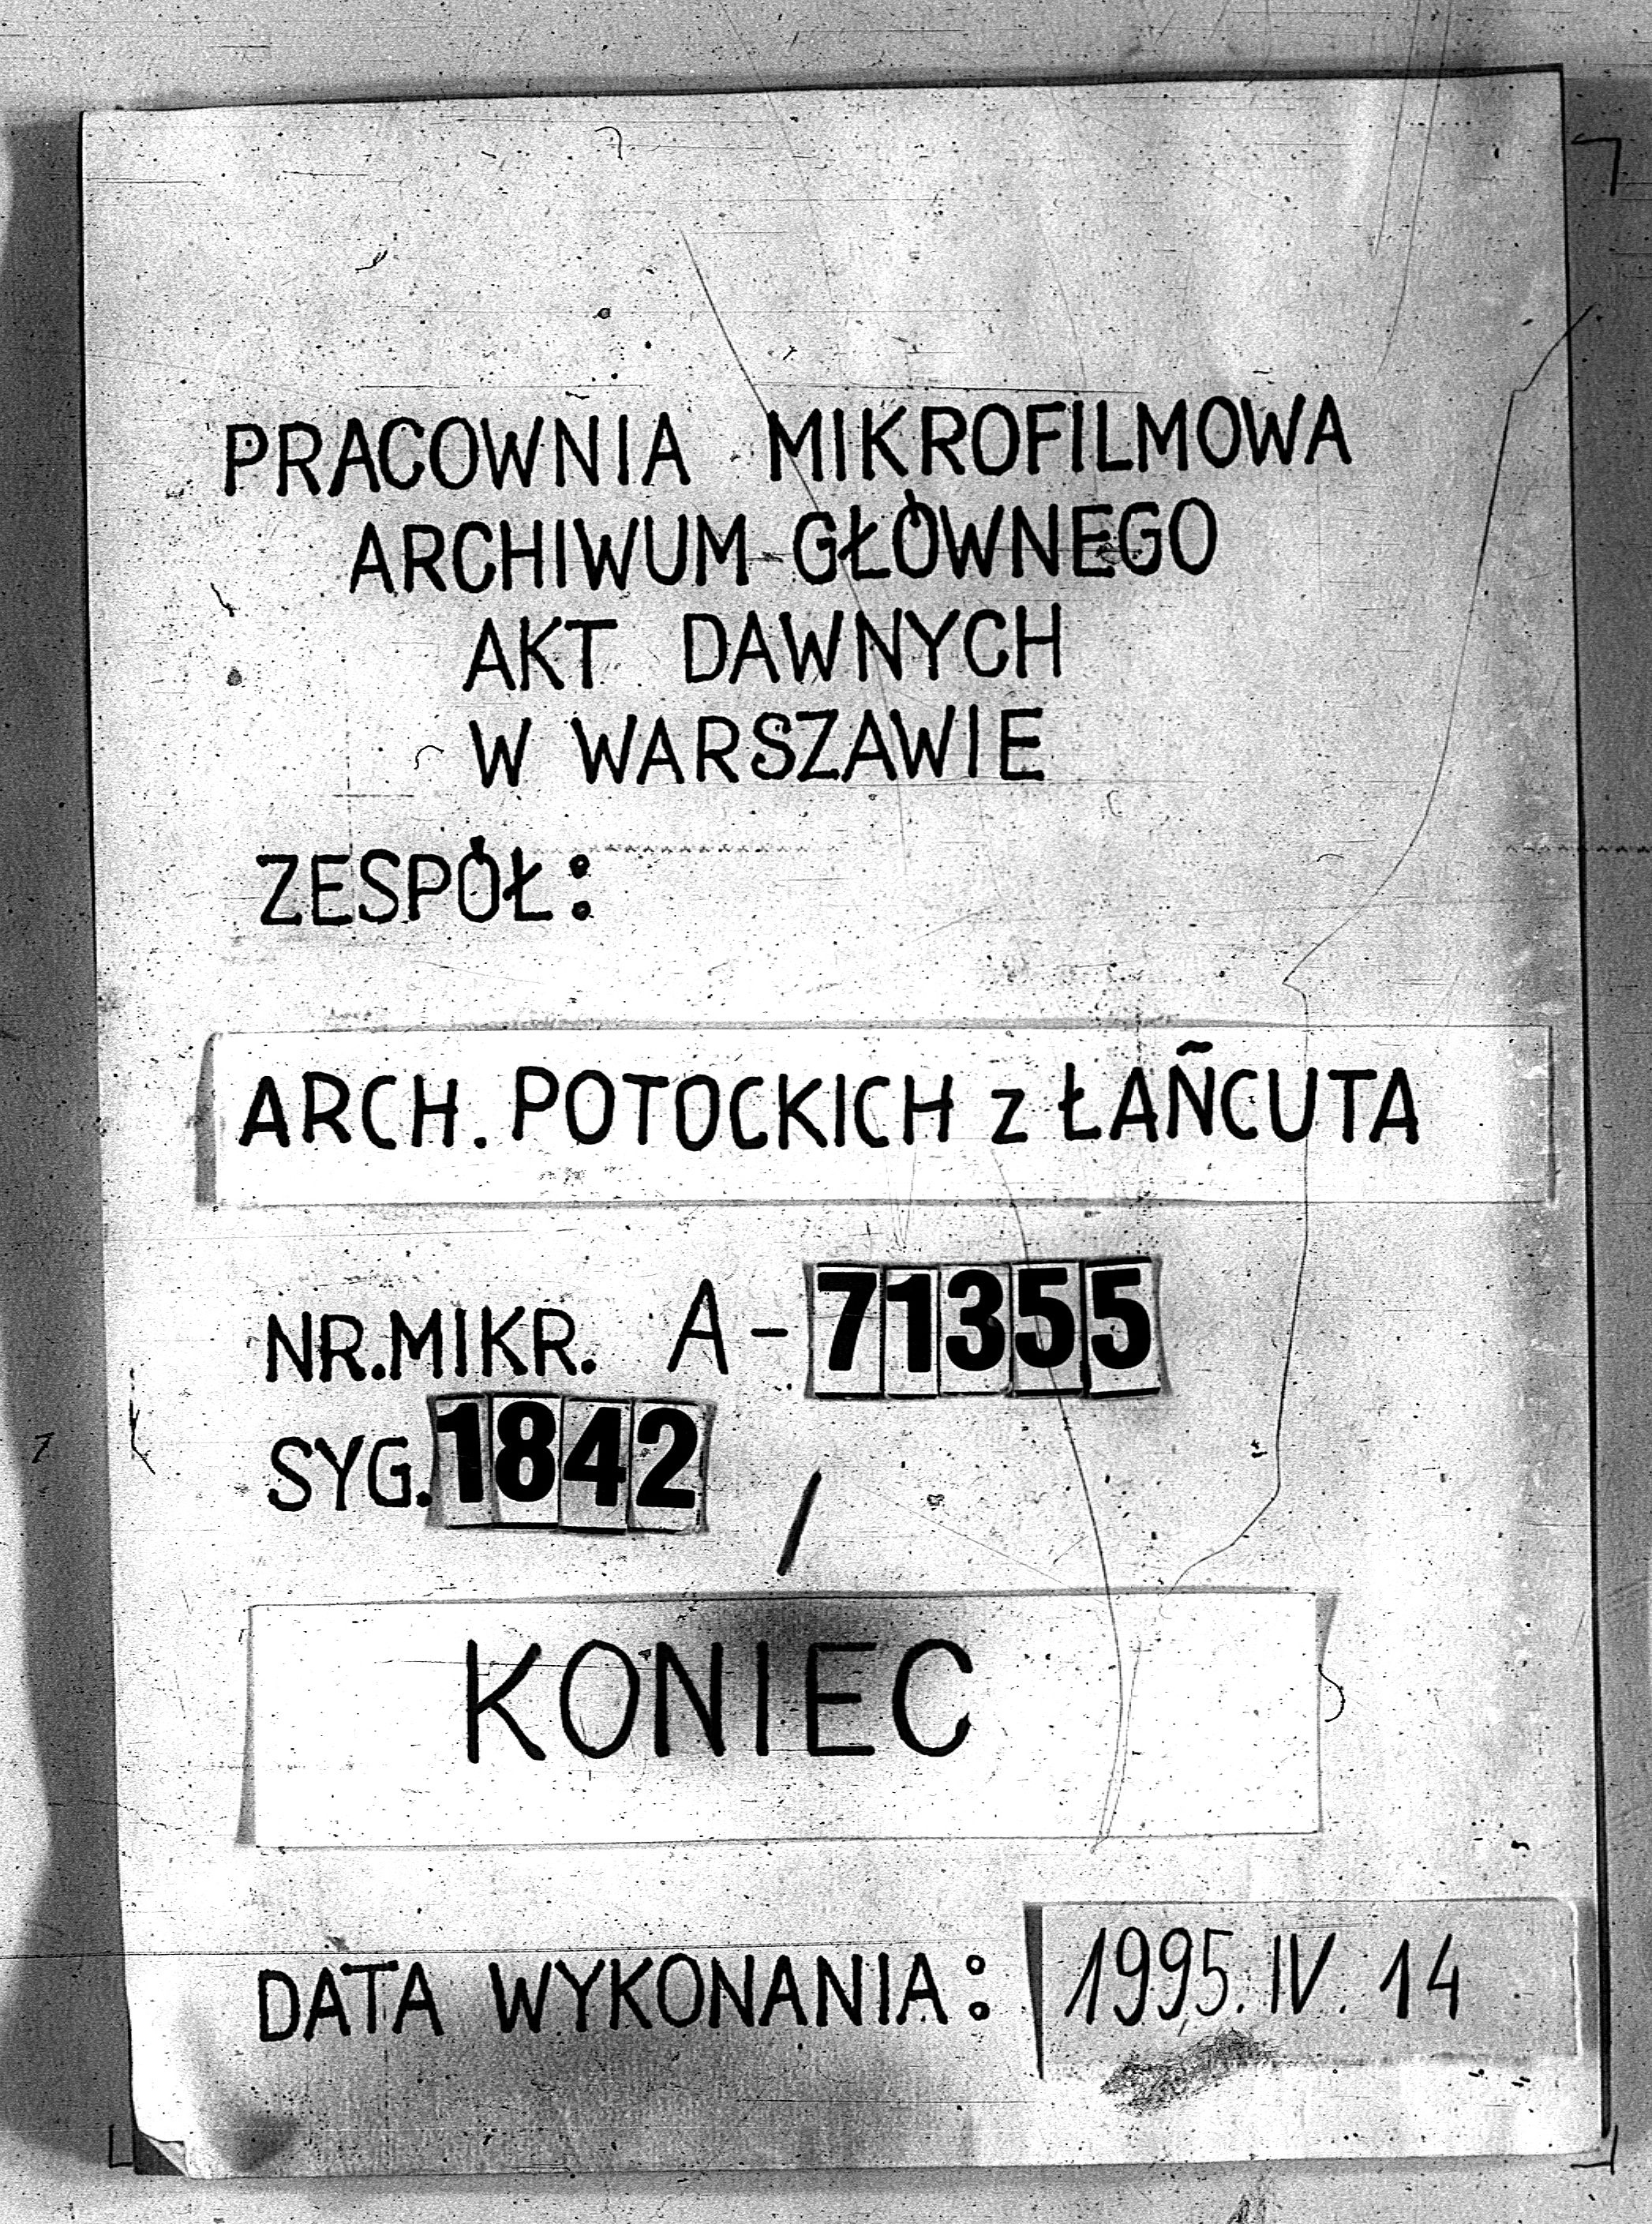 PRACOWNIA MIKROFILMOWA
ARCHIWUM GŁÓWNEGO
AKT DAWNYCH
W WARSZAWIE
ZESPÓŁ:
ARCH. POTOCKICH z ŁAŃCUTA
NR.MIKR. A-71355
SYG.1842 /
KONIEC
DATA WYKONANIA: 1995.IV.14